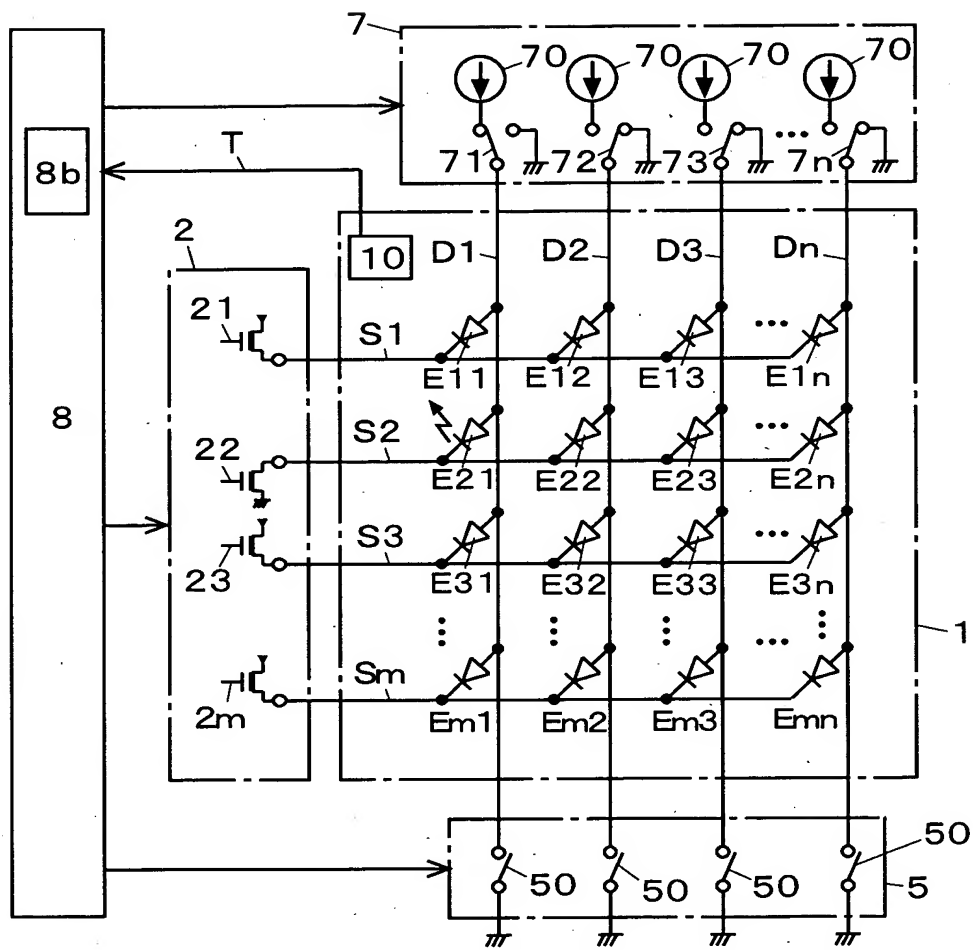 7
70 70 70 70
71 72 73 ••• 7n
T
8b
10
2
D1 D2 D3 Dn
21
S1
•••
E11 E12 E13 E1n
8
S2
•••
22
E21 E22 E23 E2n
S3
•••
23
E31 E32 E33 E3n
1
Sm
•••
2m
Em1 Em2 Em3 Emn
50
50 50 50
5